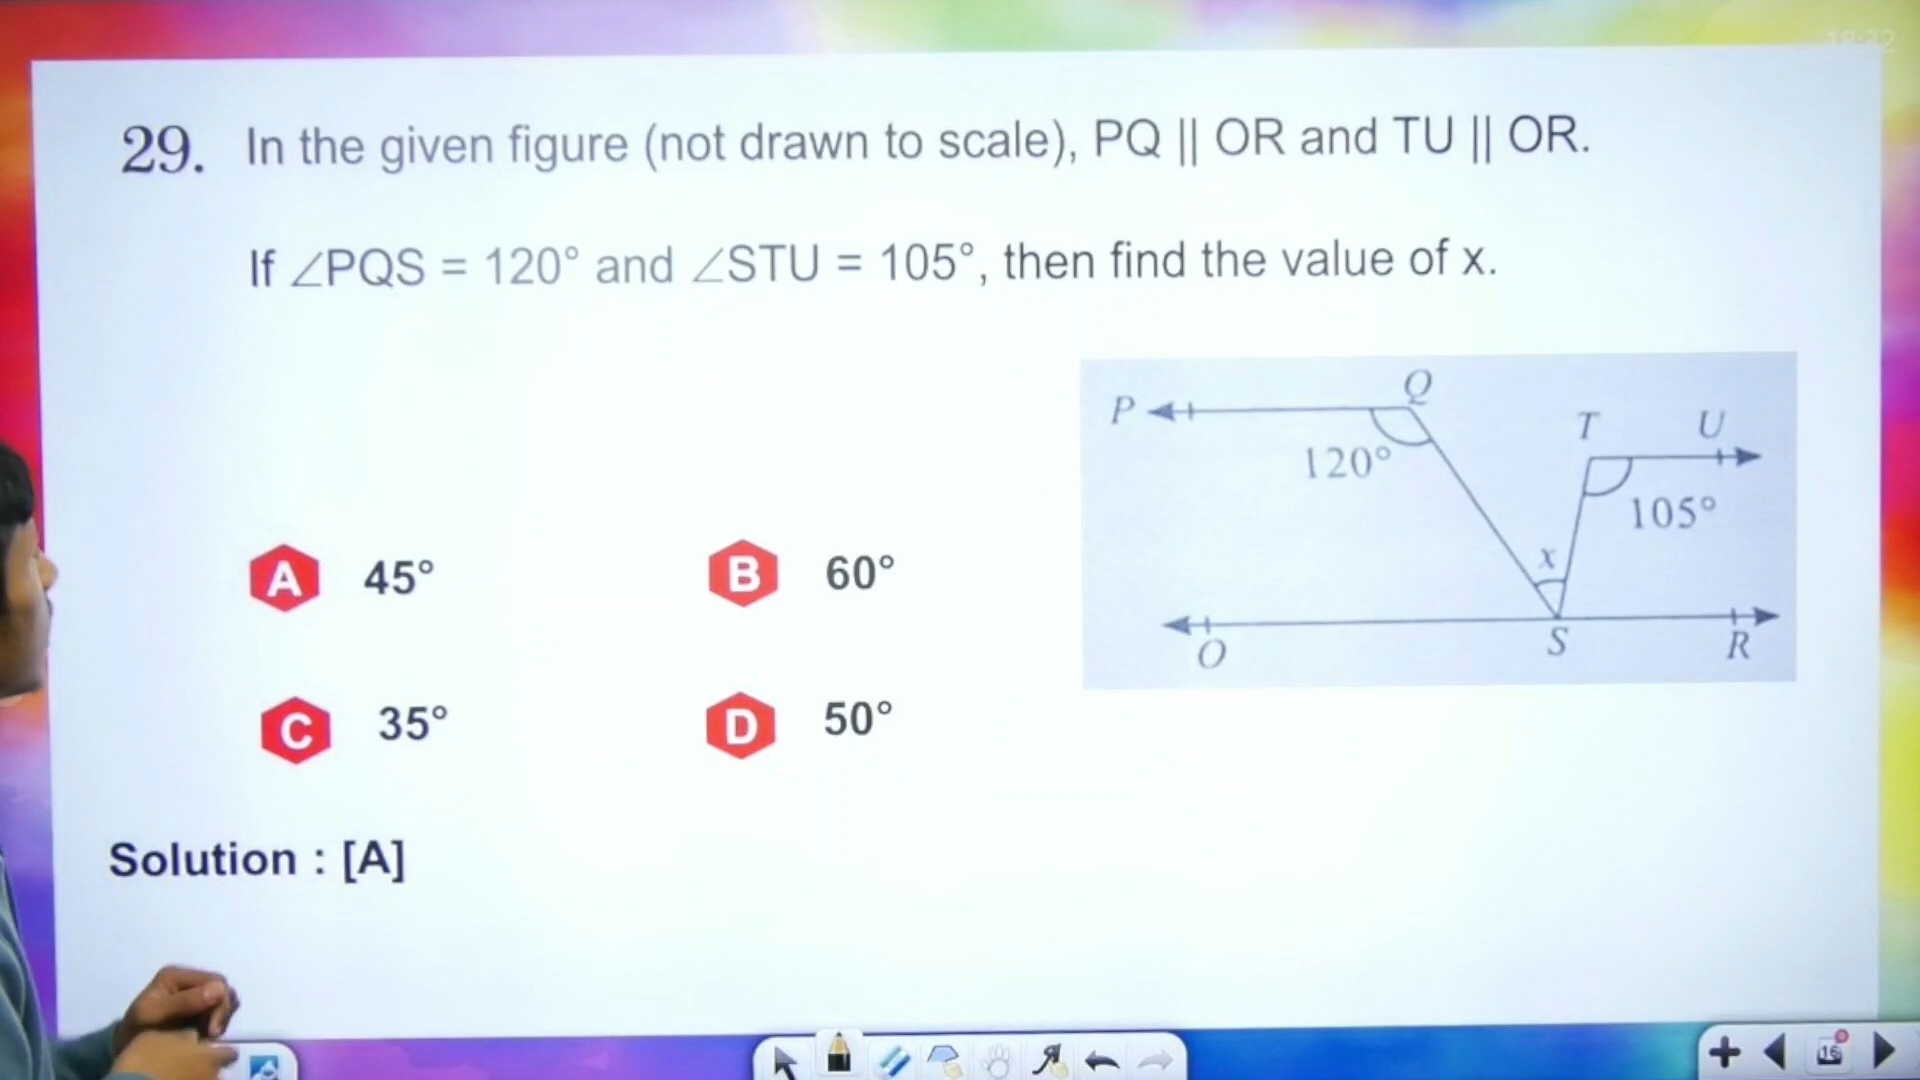 29. In the given figure (not drawn to scale), PQ || OR and TU || OR.
If ∠PQS = 120° and ∠STU = 105°, then find the value of x.
P
Q
T
U
120°
105°
x
O
S
R
A 45°
B 60°
C 35°
D 50°
Solution : [A]
16